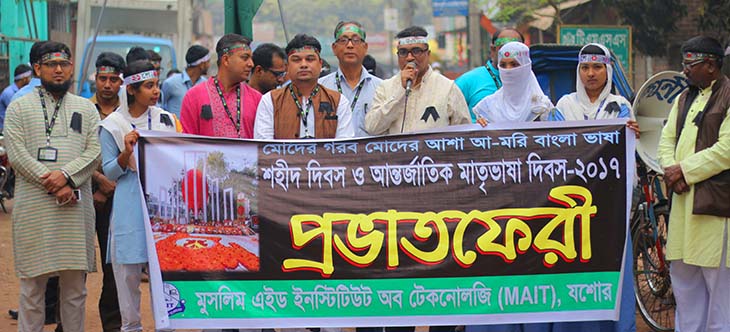 মোদের গরব মোদের আশা আ-মরি বাংলা ভাষা
শহীদ দিবস ও আন্তর্জাতিক মাতৃভাষা দিবস-২০১৭
প্রভাতফেরী
মুসলিম এইড ইনস্টিটিউট অব টেকনোলজি (MAIT), যশোর